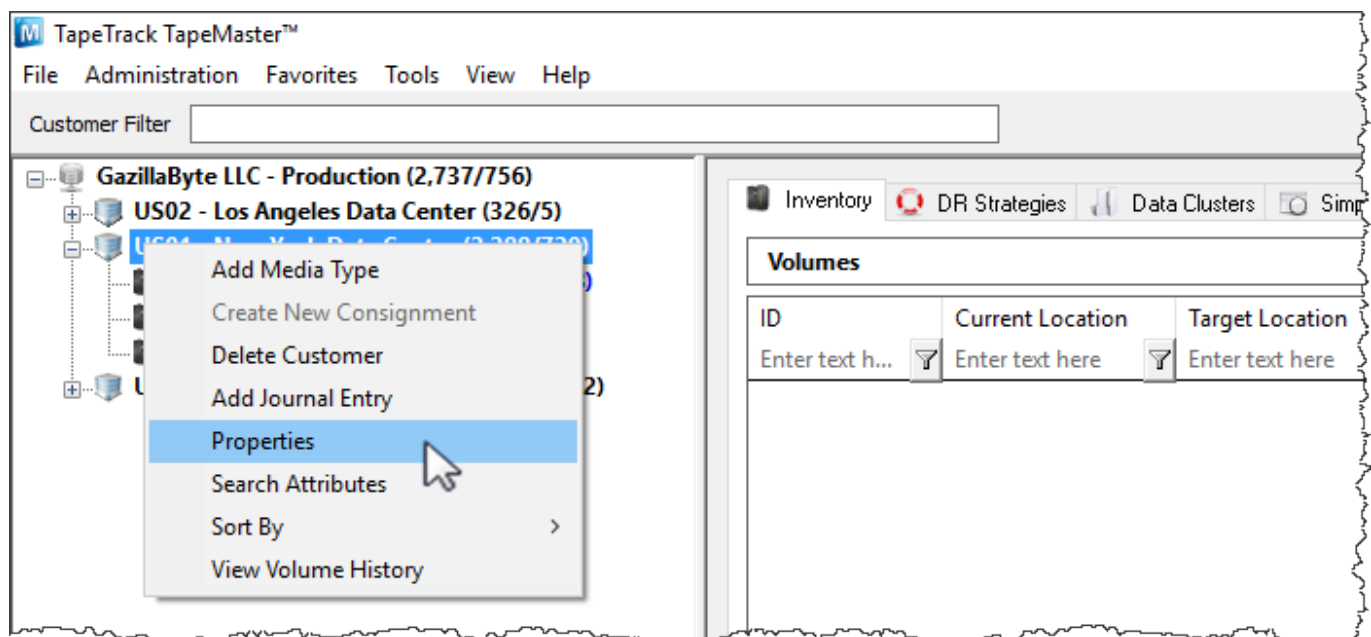 TapeTrack TapeMaster™
File Administration Favorites Tools View Help
Customer Filter
GazillaByte LLC - Production (2,737/756)
US02 - Los Angeles Data Center (326/5)
Add Media Type
Create New Consignment
Delete Customer
Add Journal Entry
Properties
Search Attributes
Sort By
View Volume History
2)
Inventory DR Strategies Data Clusters
Volumes
ID Current Location Target Location
Enter text h... Enter text here Enter text here